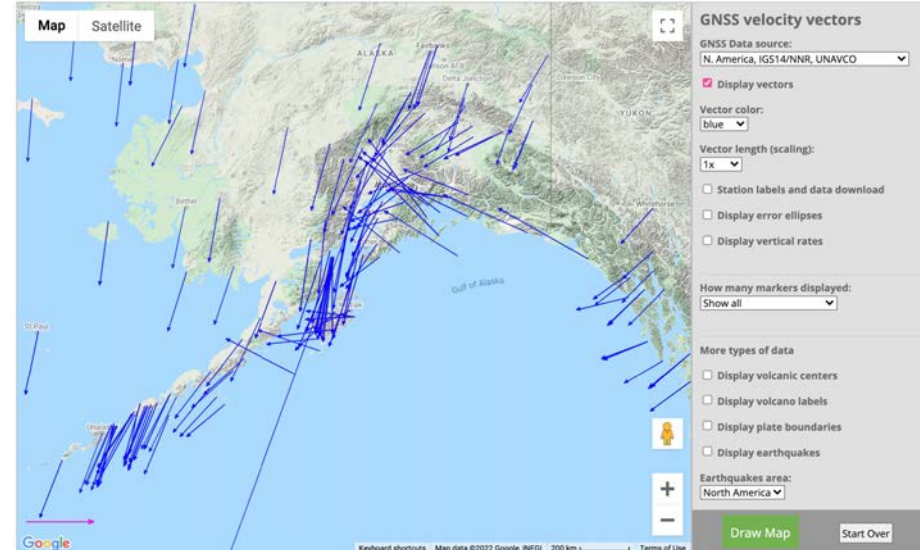 Map
Satellite
Nome
ALASKA
Fairbanks
Delta Junction
Dawson City
YUKON
Bethel
Whitehorse
Gulf of Alaska
St Paul
Google
Keyboard shortcuts
Map data ©2022 Google, INEGI
200 km
Terms of Use
GNSS velocity vectors
GNSS Data source:
N. America, IGS14/NNR, UNAVCO
Display vectors
Vector color:
blue
Vector length (scaling):
1x
Station labels and data download
Display error ellipses
Display vertical rates
How many markers displayed:
Show all
More types of data
Display volcanic centers
Display volcano labels
Display plate boundaries
Display earthquakes
Earthquakes area:
North America
Draw Map
Start Over